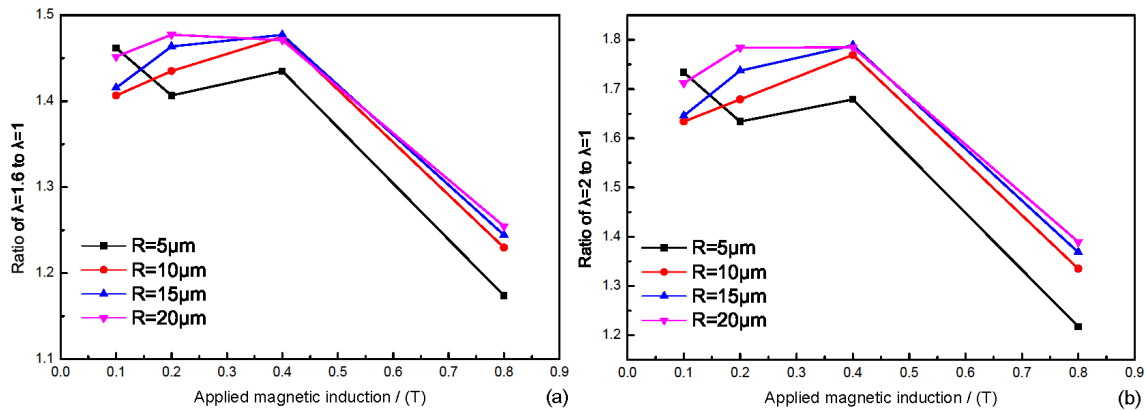 1.5
1.4
1.3
1.2
1.1
Ratio of λ=1.6 to λ=1
R=5μm
R=10μm
R=15μm
R=20μm
0.0 0.1 0.2 0.3 0.4 0.5 0.6 0.7 0.8 0.9
Applied magnetic induction / (T)
(a)
1.8
1.7
1.6
1.5
1.4
1.3
1.2
Ratio of λ=2 to λ=1
R=5μm
R=10μm
R=15μm
R=20μm
0.0 0.1 0.2 0.3 0.4 0.5 0.6 0.7 0.8 0.9
Applied magnetic induction / (T)
(b)